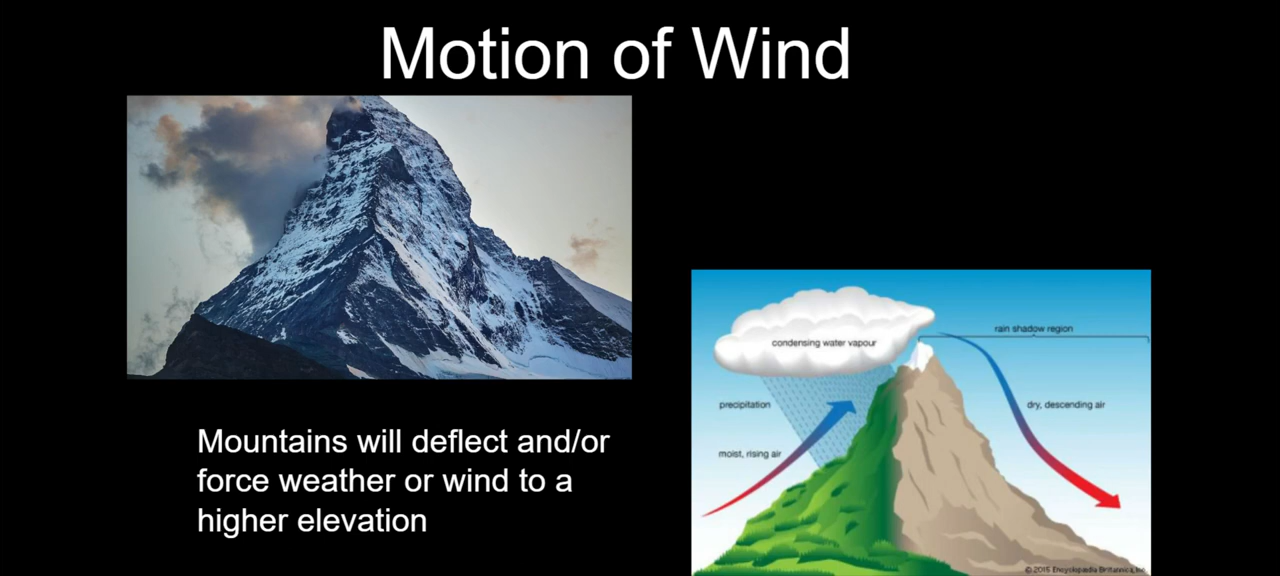 Motion of Wind
Mountains will deflect and/or
force weather or wind to a
higher elevation
condensing water vapour
rain shadow region
precipitation
dry, descending air
moist, rising air
© 2015 Encyclopædia Britannica, Inc.